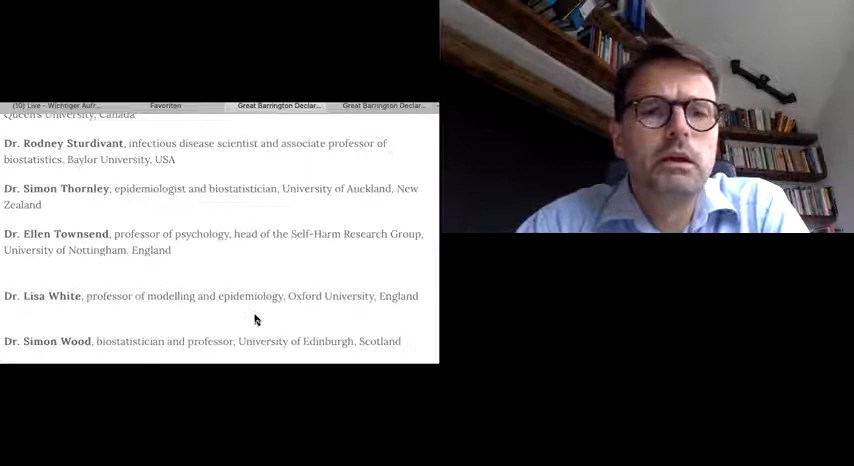 (10) Live - Wichtiger Aufr...
Favoriten
Great Barrington Declar...
Great Barrington Declar...
Queen's University, Canada
Dr. Rodney Sturdivant, infectious disease scientist and associate professor of
biostatistics, Baylor University, USA
Dr. Simon Thornley, epidemiologist and biostatistician, University of Auckland, New
Zealand
Dr. Ellen Townsend, professor of psychology, head of the Self-Harm Research Group,
University of Nottingham, England
Dr. Lisa White, professor of modelling and epidemiology, Oxford University, England
Dr. Simon Wood, biostatistician and professor, University of Edinburgh, Scotland